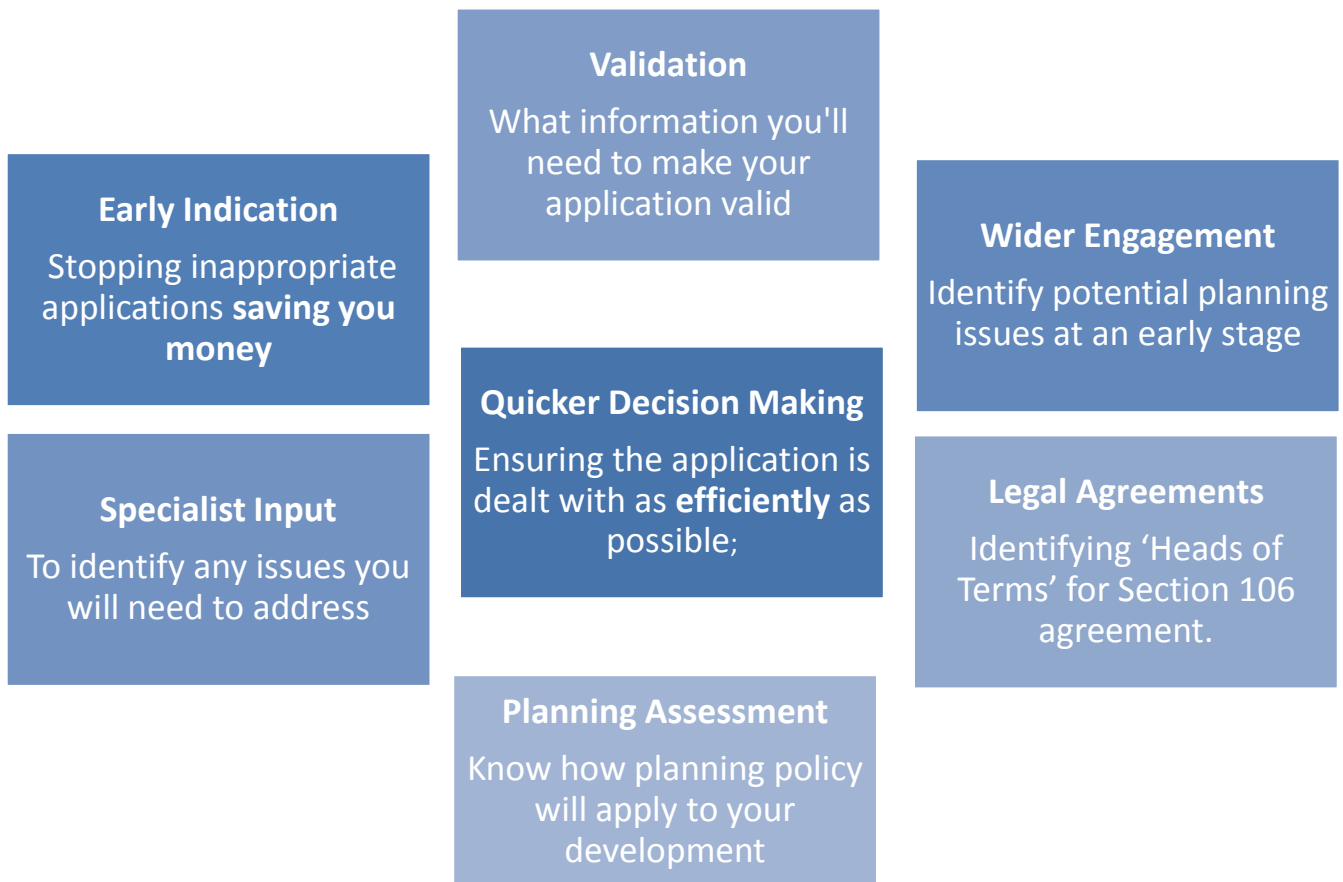 Validation
What information you'll
need to make your
application valid
Early Indication
Stopping inappropriate
applications saving you
money
Wider Engagement
Identify potential planning
issues at an early stage
Quicker Decision Making
Ensuring the application is
dealt with as efficiently as
possible;
Specialist Input
To identify any issues you
will need to address
Legal Agreements
Identifying ‘Heads of
Terms’ for Section 106
agreement.
Planning Assessment
Know how planning policy
will apply to your
development